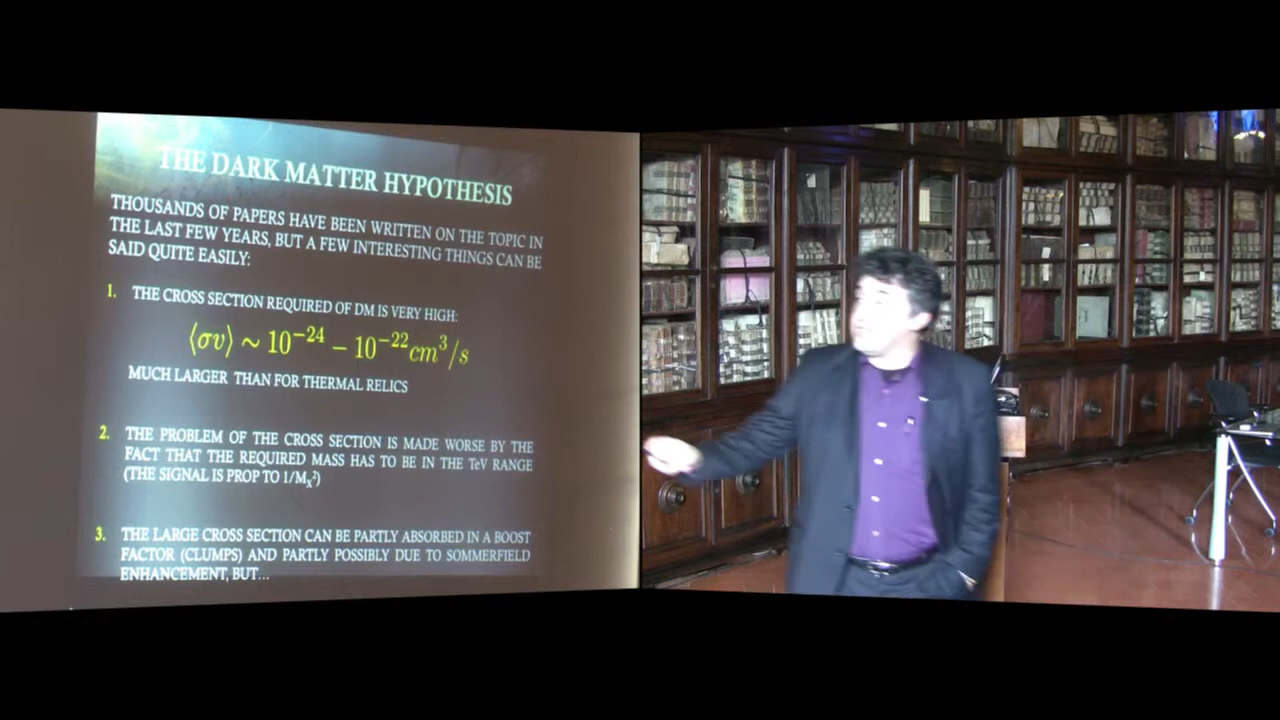 THE DARK MATTER HYPOTHESIS
THOUSANDS OF PAPERS HAVE BEEN WRITTEN ON THE TOPIC IN
THE LAST FEW YEARS, BUT A FEW INTERESTING THINGS CAN BE
SAID QUITE EASILY:
1. THE CROSS SECTION REQUIRED OF DM IS VERY HIGH:
⟨σv⟩ ∼ 10⁻²⁴ − 10⁻²² cm³/s
MUCH LARGER THAN FOR THERMAL RELICS
2. THE PROBLEM OF THE CROSS SECTION IS MADE WORSE BY THE
FACT THAT THE REQUIRED MASS HAS TO BE IN THE TeV RANGE
(THE SIGNAL IS PROP TO 1/Mₓ²)
3. THE LARGE CROSS SECTION CAN BE PARTLY ABSORBED IN A BOOST
FACTOR (CLUMPS) AND PARTLY POSSIBLY DUE TO SOMMERFIELD
ENHANCEMENT, BUT...